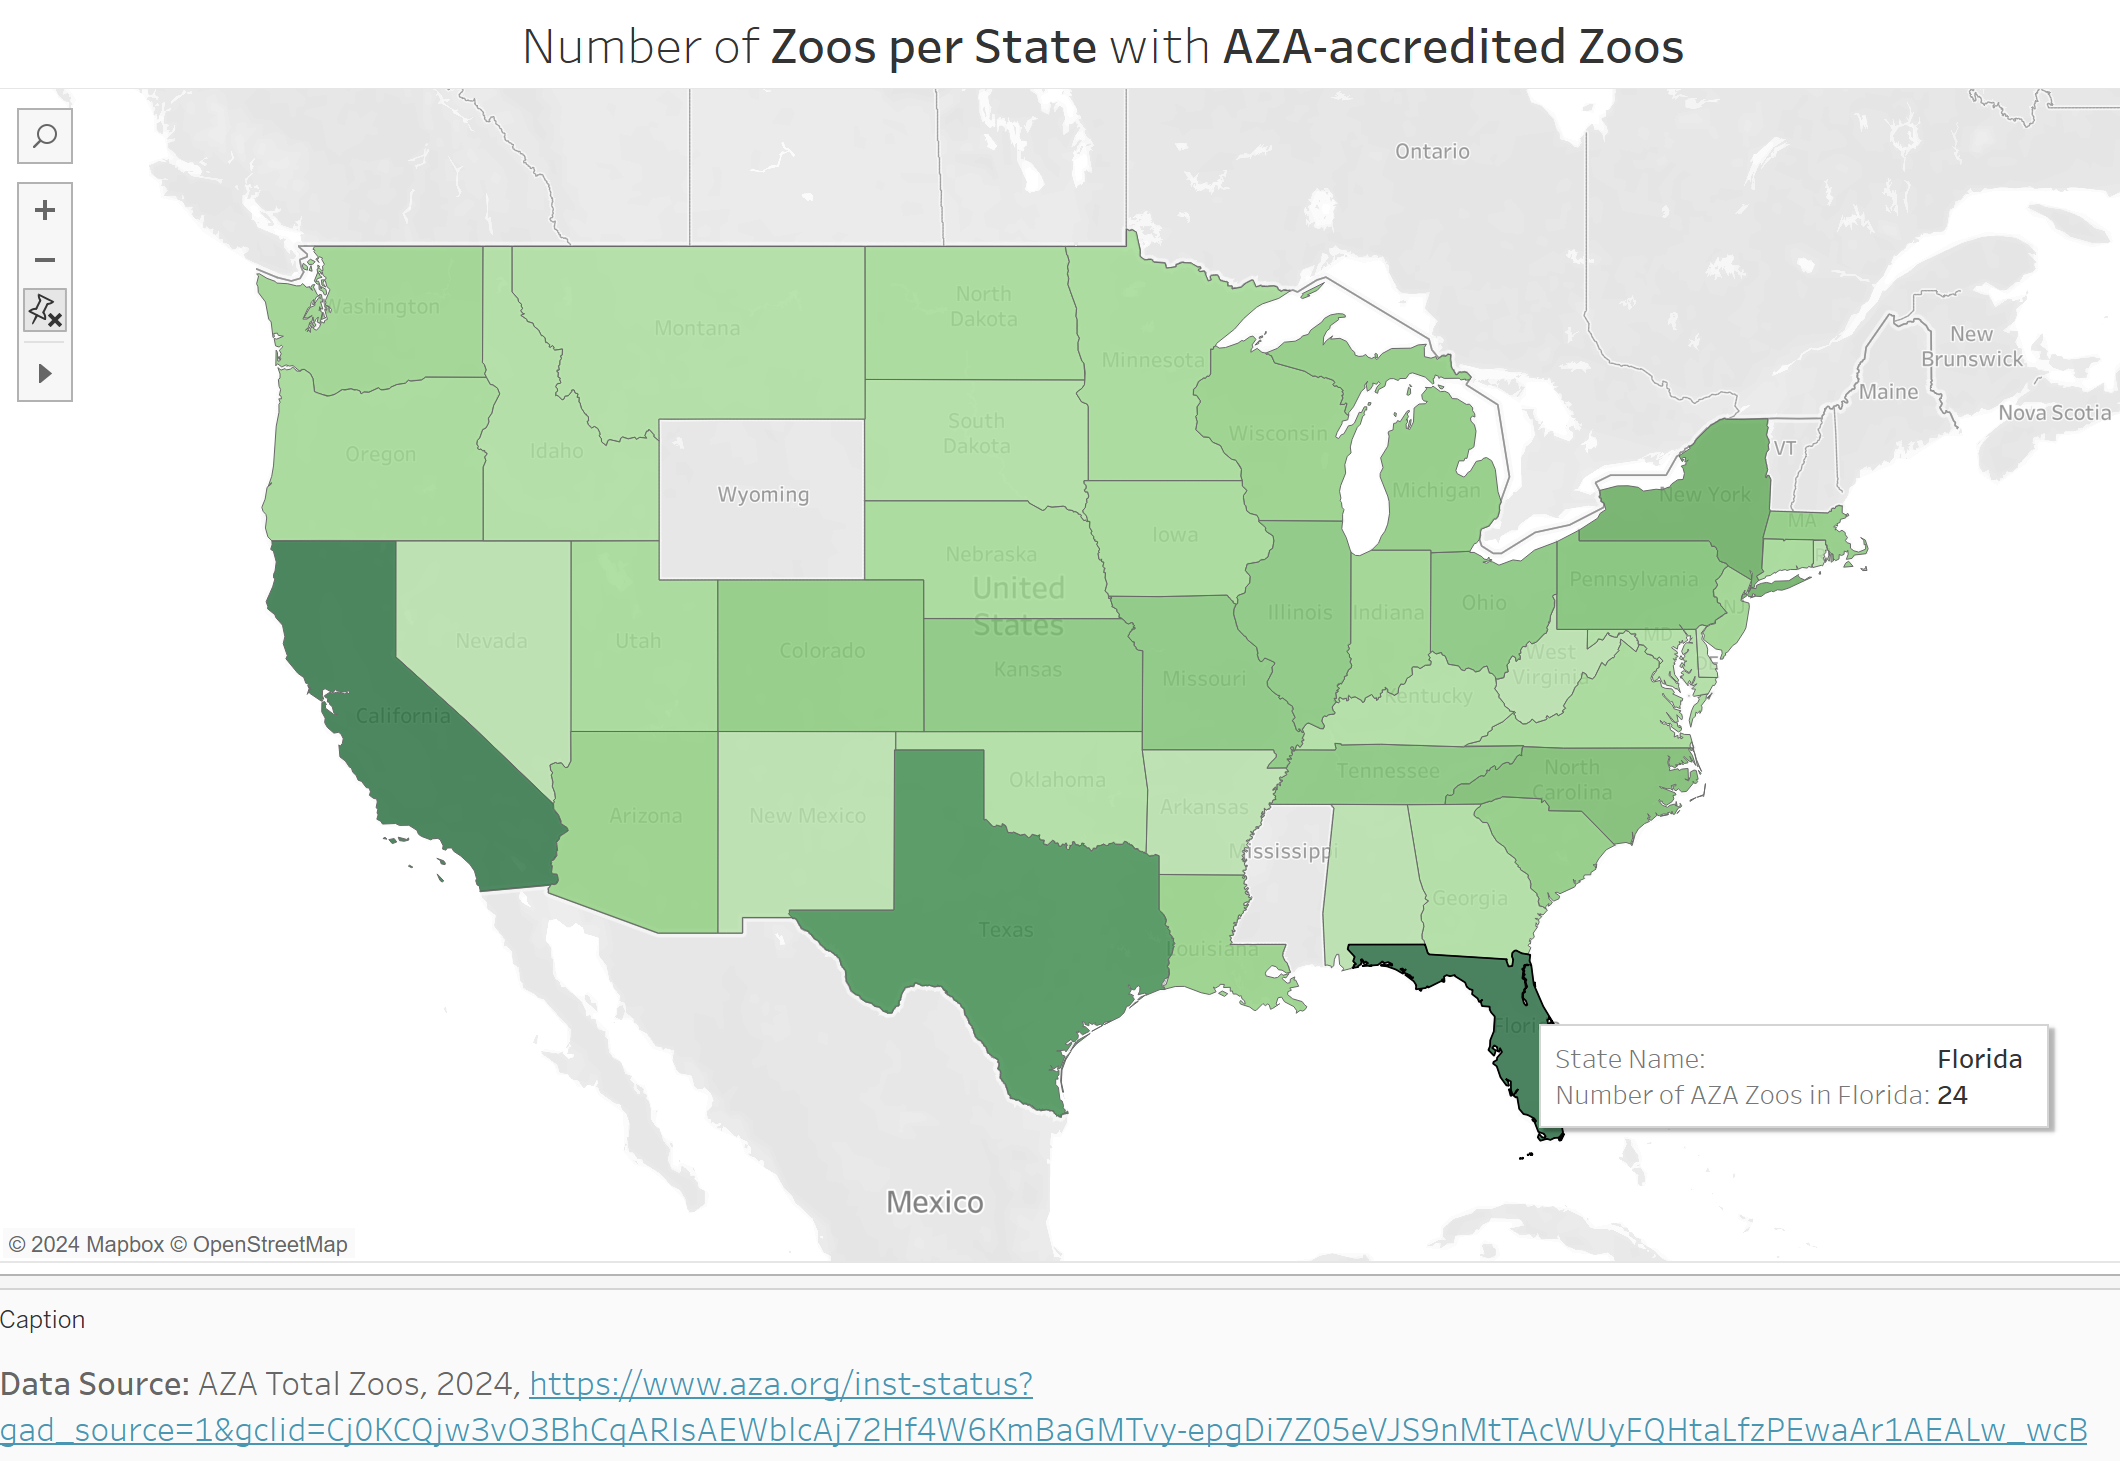 Number of Zoos per State with AZA-accredited Zoos
Ontario
Washington
Montana
North
Dakota
Minnesota
New
Brunswick
Maine
Nova Scotia
South
Dakota
Wisconsin
Oregon
Idaho
VT
Wyoming
Michigan
New York
MA
Iowa
Nebraska
United
States
Pennsylvania
Illinois
Indiana
Ohio
NJ
MD
Nevada
Utah
Colorado
Kansas
Missouri
West
Virginia
DE
Kentucky
California
Tennessee
North
Carolina
Oklahoma
Arizona
New Mexico
Arkansas
Mississippi
Georgia
Texas
Louisiana
Flori
State Name: Florida
Number of AZA Zoos in Florida: 24
Mexico
© 2024 Mapbox © OpenStreetMap
Caption
Data Source: AZA Total Zoos, 2024, https://www.aza.org/inst-status?
gad_source=1&gclid=Cj0KCQjw3vO3BhCqARIsAEWblcAj72Hf4W6KmBaGMTvy-epgDi7Z05eVJS9nMtTAcWUyFQHtaLfzPEwaAr1AEALw_wcB